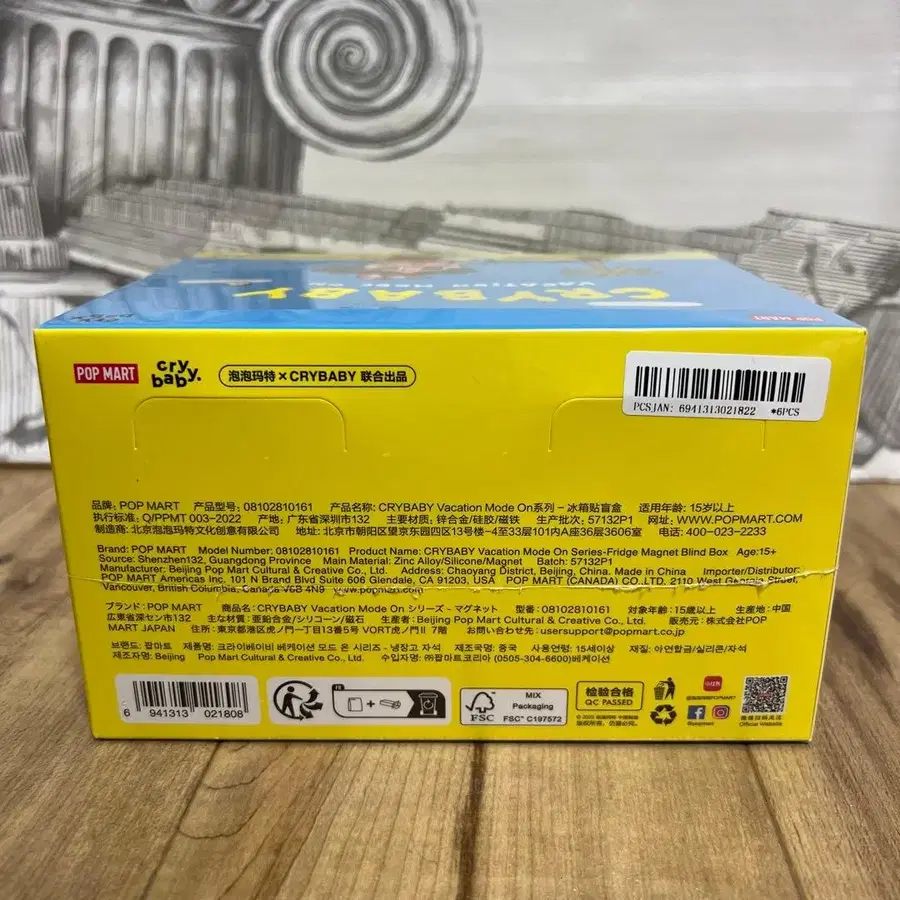 CRYBABY
VACATION MODE ON
POP MART
POP MART
cry baby.
泡泡玛特×CRYBABY 联合出品
PCSJAN: 6941313021822 *6PCS
品牌: POP MART 产品型号: 08102810161 产品名称: CRYBABY Vacation Mode On系列 – 冰箱贴盲盒 适用年龄: 15岁以上
执行标准: Q/PPMT 003-2022 产地: 广东省深圳市132 主要材质: 锌合金/硅胶/磁铁 生产批次: 57132P1 网址: WWW.POPMART.COM
制造商: 北京泡泡玛特文化创意有限公司 地址: 北京市朝阳区望京东园四区13号楼-4至33层101内A座36层3606室 电话: 400-023-2233
Brand: POP MART Model Number: 08102810161 Product Name: CRYBABY Vacation Mode On Series-Fridge Magnet Blind Box Age:15+
Source: Shenzhen132, Guangdong Province Main Material: Zinc Alloy/Silicone/Magnet Batch: 57132P1
Manufacturer: Beijing Pop Mart Cultural & Creative Co., Ltd. Address: Chaoyang District, Beijing, China. Made in China Importer/Distributor:
POP MART Americas Inc. 101 N Brand Blvd Suite 606 Glendale, CA 91203, USA POP MART (CANADA) CO.,LTD. 2110 West Georgia Street,
Vancouver, British Columbia, Canada V6B 4N9 www.popmart.com
ブランド: POP MART 商品名: CRYBABY Vacation Mode On シリーズ - マグネット 型番: 08102810161 対象年齢: 15歳以上 生産地: 中国
広東省深セン市132 主な材質: 亜鉛合金/シリコーン/磁石 生産者: Beijing Pop Mart Cultural & Creative Co., Ltd. 販売元: 株式会社POP
MART JAPAN 住所: 東京都港区虎ノ門一丁目13番5号 VORT虎ノ門II 7階 お問い合わせ先: usersupport@popmart.co.jp
브랜드: 팝마트 제품명: 크라이베이비 베케이션 모드 온 시리즈 - 냉장고 자석 제조국명: 중국 사용연령: 15세이상 재질: 아연합금/실리콘/자석
제조자명: Beijing Pop Mart Cultural & Creative Co., Ltd. 수입자명: ㈜팝마트코리아 (0505-304-6600)베케이션
6 941313 021808
FR
FSC
MIX
Packaging
FSC® C197572
检验合格
QC PASSED
小红书
Official Website